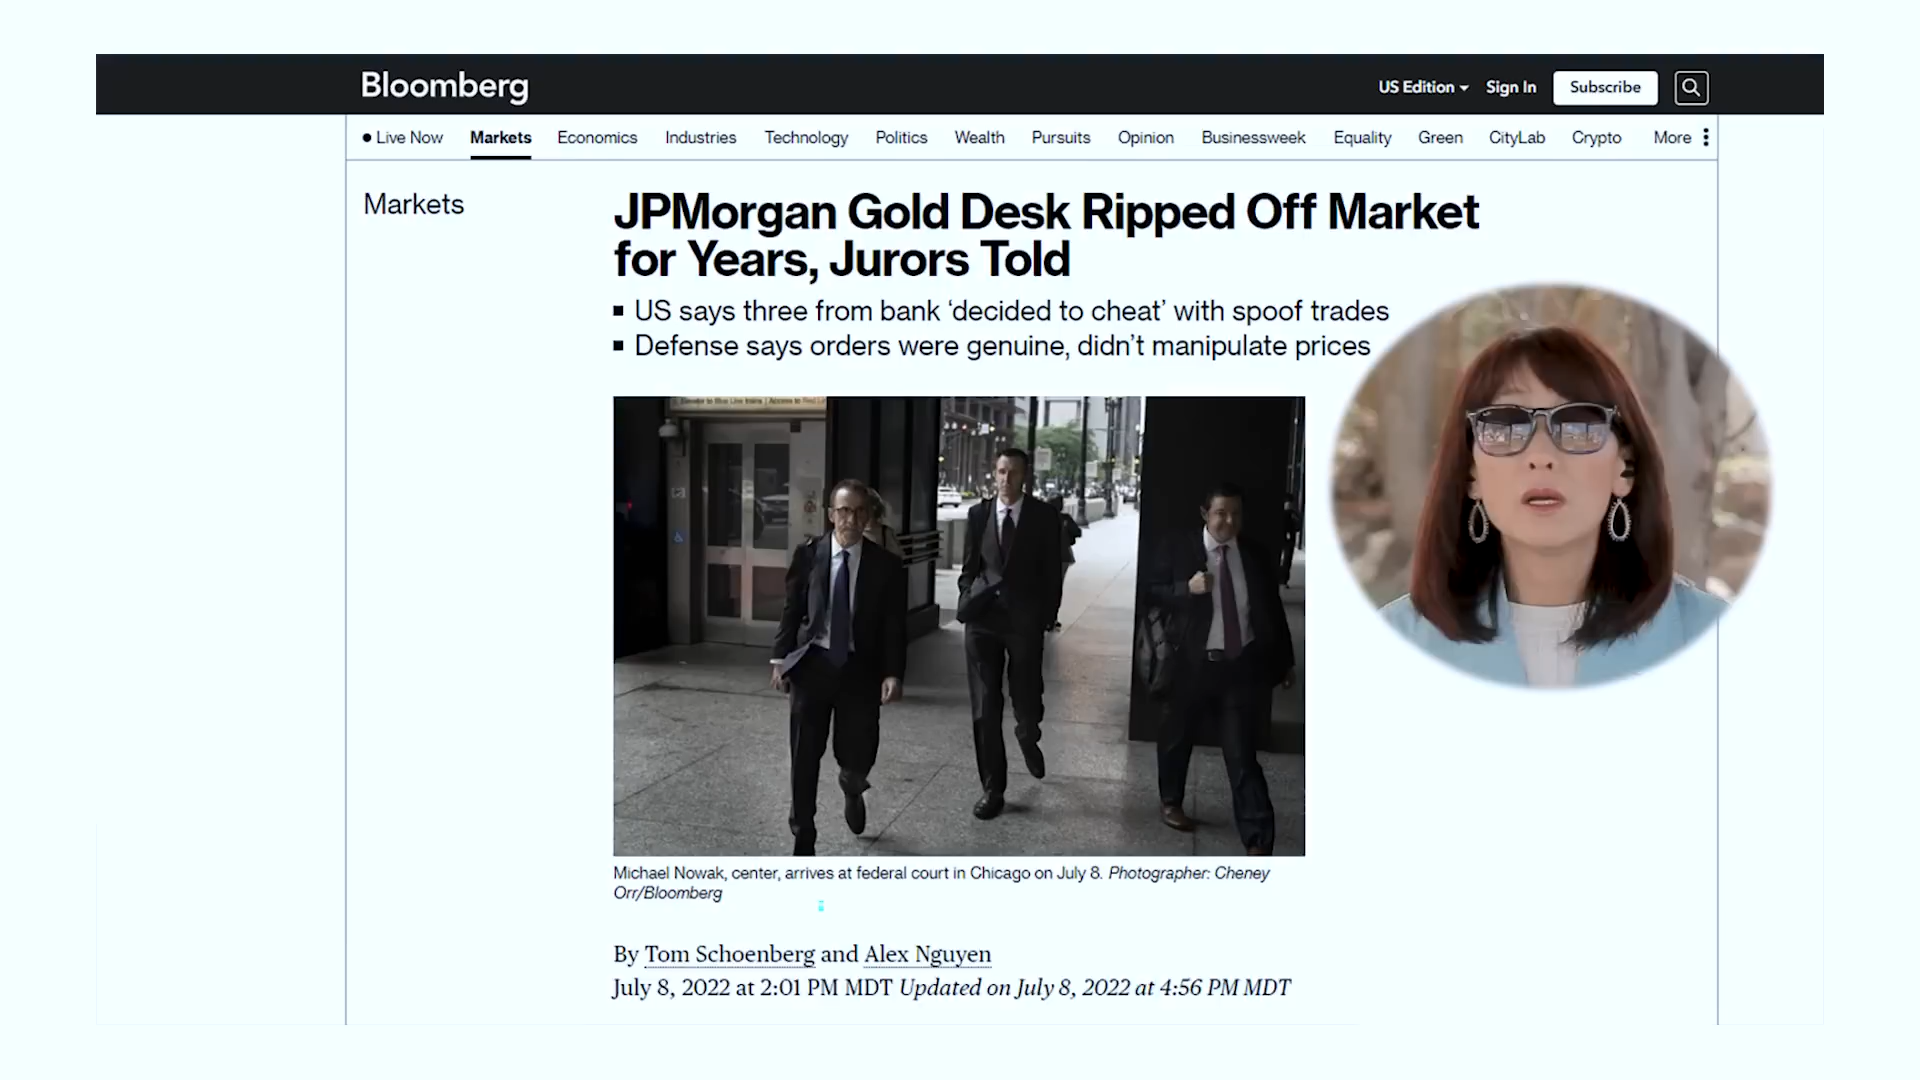 Bloomberg
US Edition
Sign In
Subscribe
Live Now
Markets
Economics
Industries
Technology
Politics
Wealth
Pursuits
Opinion
Businessweek
Equality
Green
CityLab
Crypto
More
Markets
JPMorgan Gold Desk Ripped Off Market
for Years, Jurors Told
US says three from bank ‘decided to cheat’ with spoof trades
Defense says orders were genuine, didn’t manipulate prices
Michael Nowak, center, arrives at federal court in Chicago on July 8. Photographer: Cheney
Orr/Bloomberg
By Tom Schoenberg and Alex Nguyen
July 8, 2022 at 2:01 PM MDT Updated on July 8, 2022 at 4:56 PM MDT